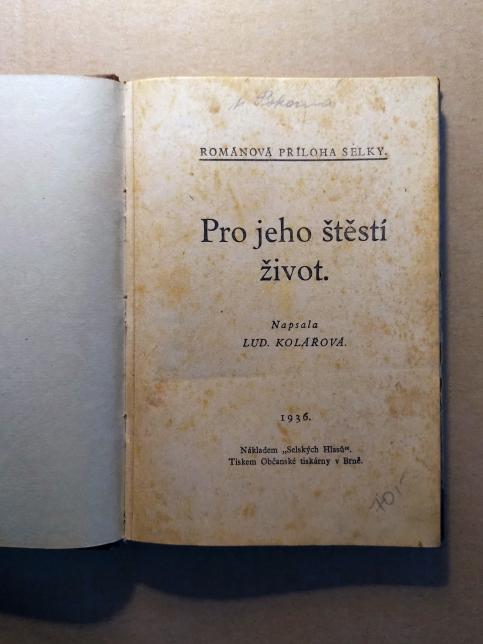 ROMÁNOVÁ PŘÍLOHA SELKY.
Pro jeho štěstí
život.
Napsala
LUD. KOLÁŘOVÁ.
1936.
Nákladem „Selských Hlasů“.
Tiskem Občanské tiskárny v Brně.